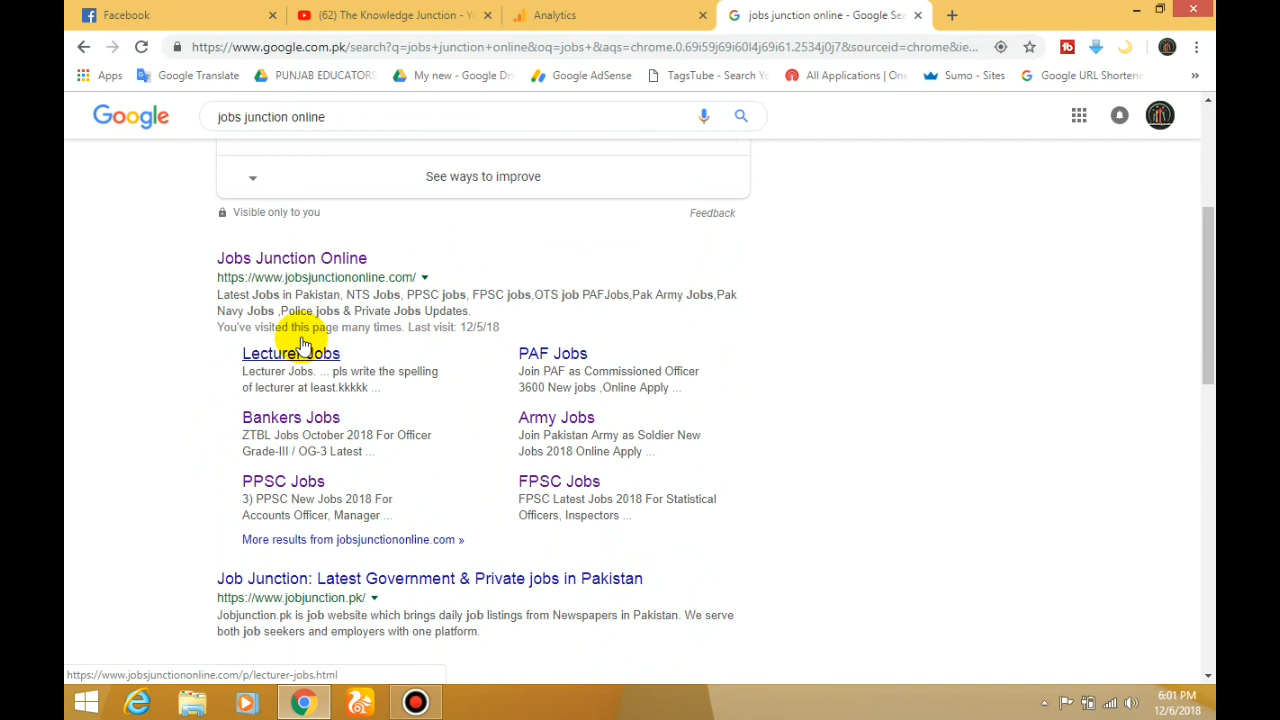 Facebook
(62) The Knowledge Junction - Y
Analytics
jobs junction online - Google Sea
https://www.google.com.pk/search?q=jobs+junction+online&oq=jobs+&aqs=chrome.0.69i59j69i60l4j69i61.2534j0j7&sourceid=chrome&ie...
Apps
Google Translate
PUNJAB EDUCATORS
My new - Google Dr
Google AdSense
TagsTube - Search Yo
All Applications | One
Sumo - Sites
Google URL Shortene
»
Google
jobs junction online
See ways to improve
Visible only to you
Feedback
Jobs Junction Online
https://www.jobsjunctiononline.com/
Latest Jobs in Pakistan, NTS Jobs, PPSC jobs, FPSC jobs,OTS job PAFJobs,Pak Army Jobs,Pak
Navy Jobs ,Police jobs & Private Jobs Updates.
You've visited this page many times. Last visit: 12/5/18
Lecturer Jobs
Lecturer Jobs. ... pls write the spelling
of lecturer at least.kkkkk ...
PAF Jobs
Join PAF as Commissioned Officer
3600 New jobs ,Online Apply ...
Bankers Jobs
ZTBL Jobs October 2018 For Officer
Grade-III / OG-3 Latest ...
Army Jobs
Join Pakistan Army as Soldier New
Jobs 2018 Online Apply ...
PPSC Jobs
3) PPSC New Jobs 2018 For
Accounts Officer, Manager ...
FPSC Jobs
FPSC Latest Jobs 2018 For Statistical
Officers, Inspectors ...
More results from jobsjunctiononline.com »
Job Junction: Latest Government & Private jobs in Pakistan
https://www.jobjunction.pk/
Jobjunction.pk is job website which brings daily job listings from Newspapers in Pakistan. We serve
both job seekers and employers with one platform.
https://www.jobsjunctiononline.com/p/lecturer-jobs.html
6:01 PM
12/6/2018